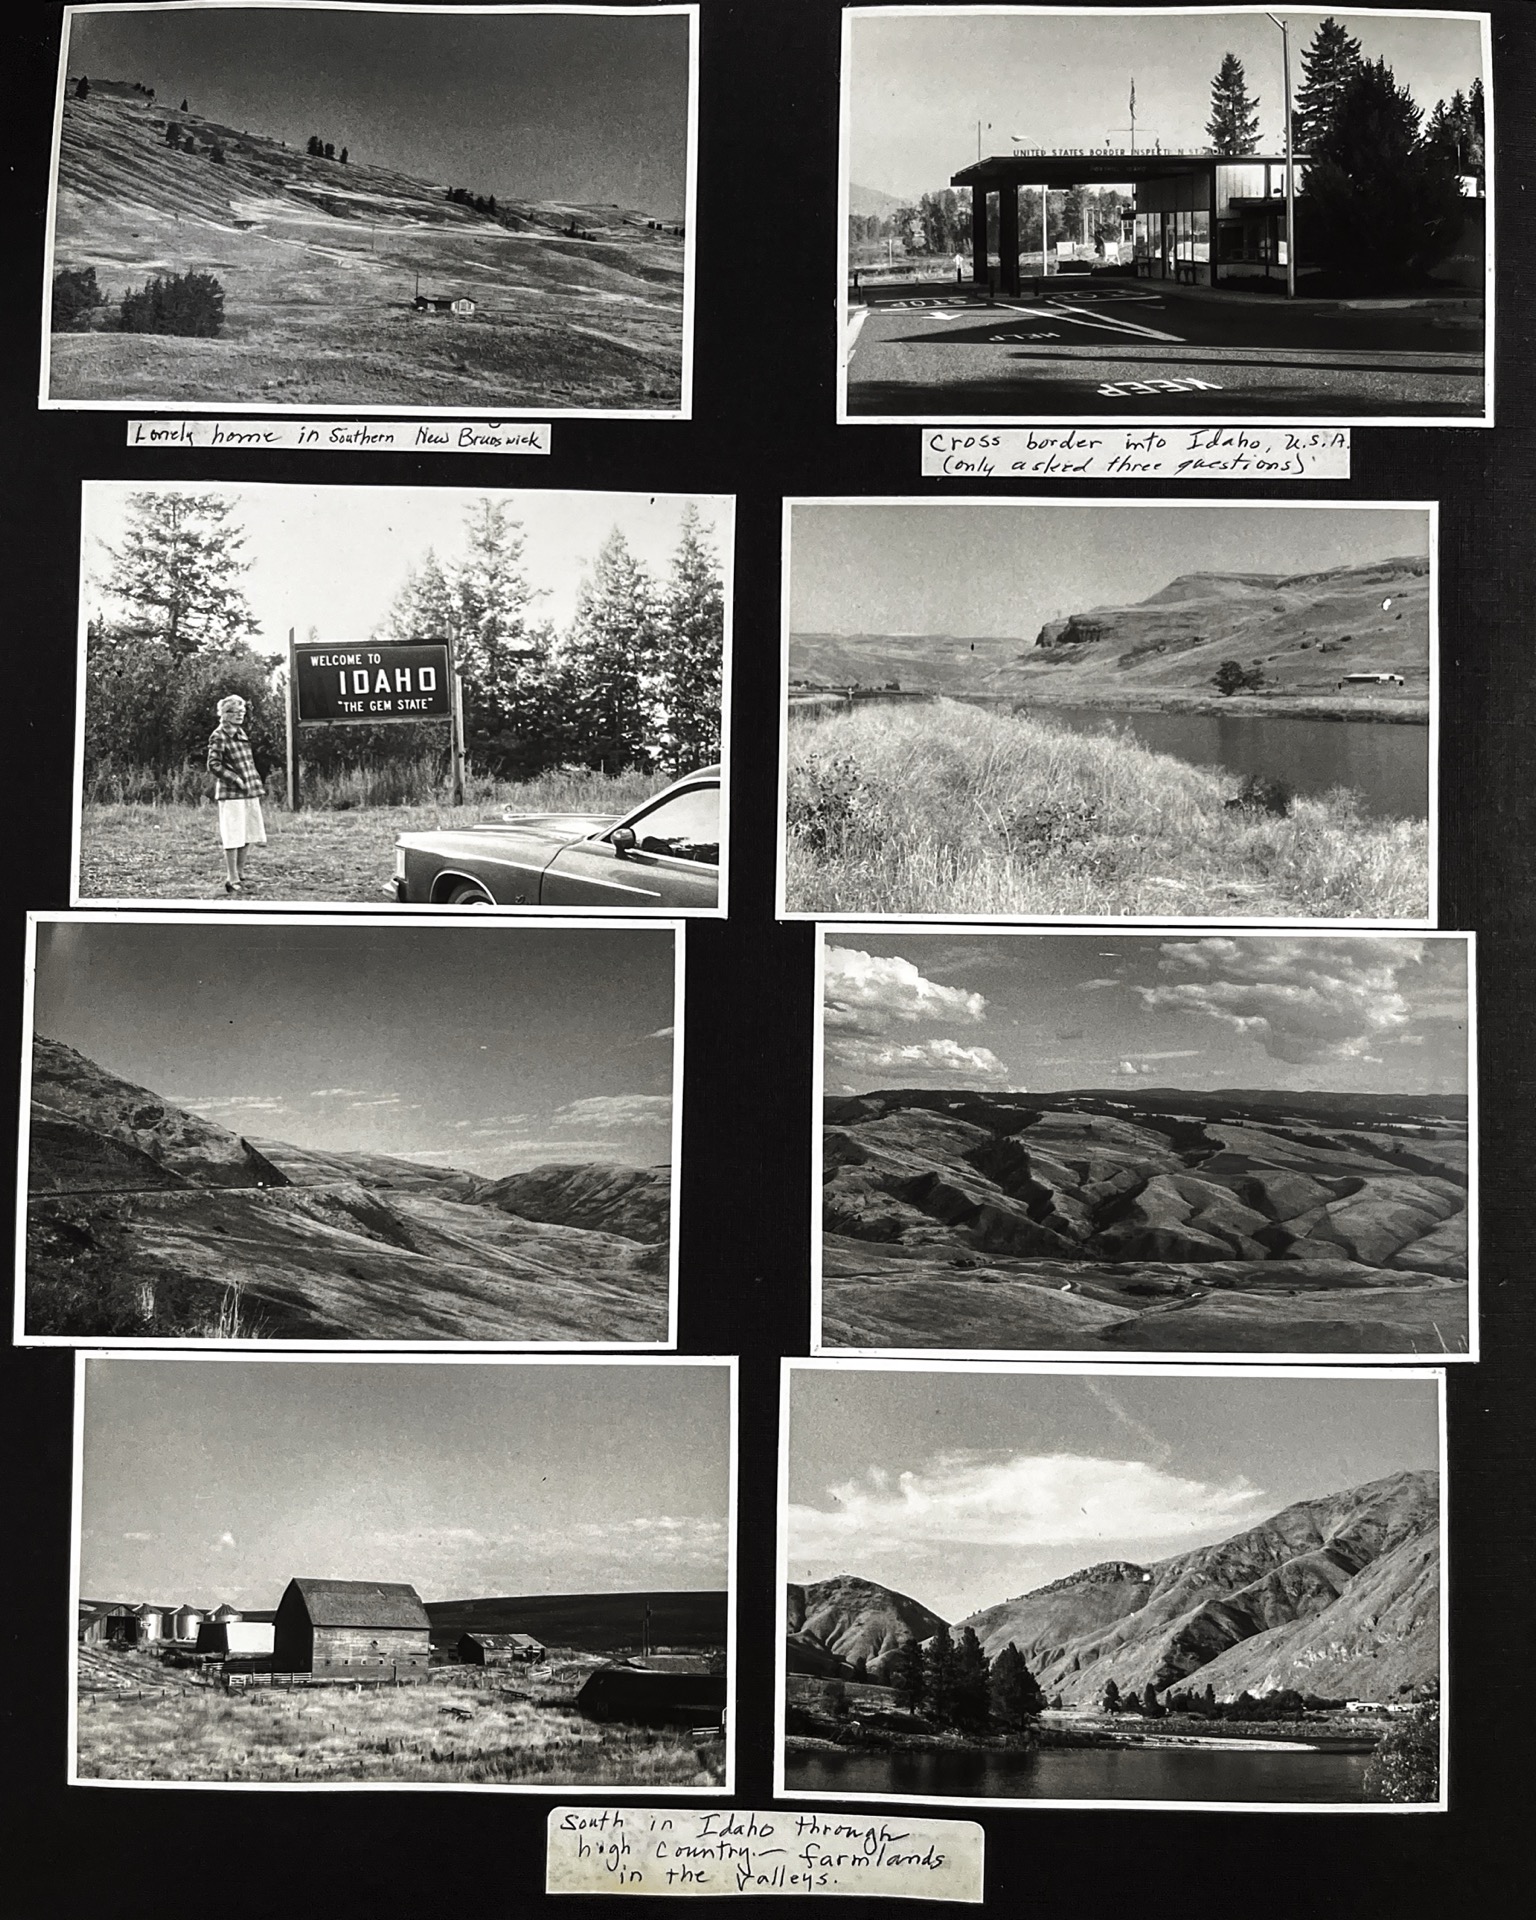 Lonely home in Southern New Brunswick
UNITED STATES BORDER INSPECTION STATION
STOP
HELP
KEEP
Cross border into Idaho, U.S.A.
(only asked three questions)
WELCOME TO
IDAHO
"THE GEM STATE"
South in Idaho through
high country — farmlands
in the valleys.